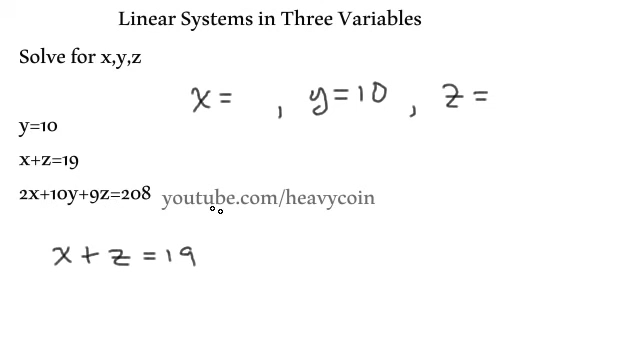 Linear Systems in Three Variables
Solve for x,y,z
x= , y=10 , z=
y=10
x+z=19
2x+10y+9z=208 youtube.com/heavycoin
x+z=19